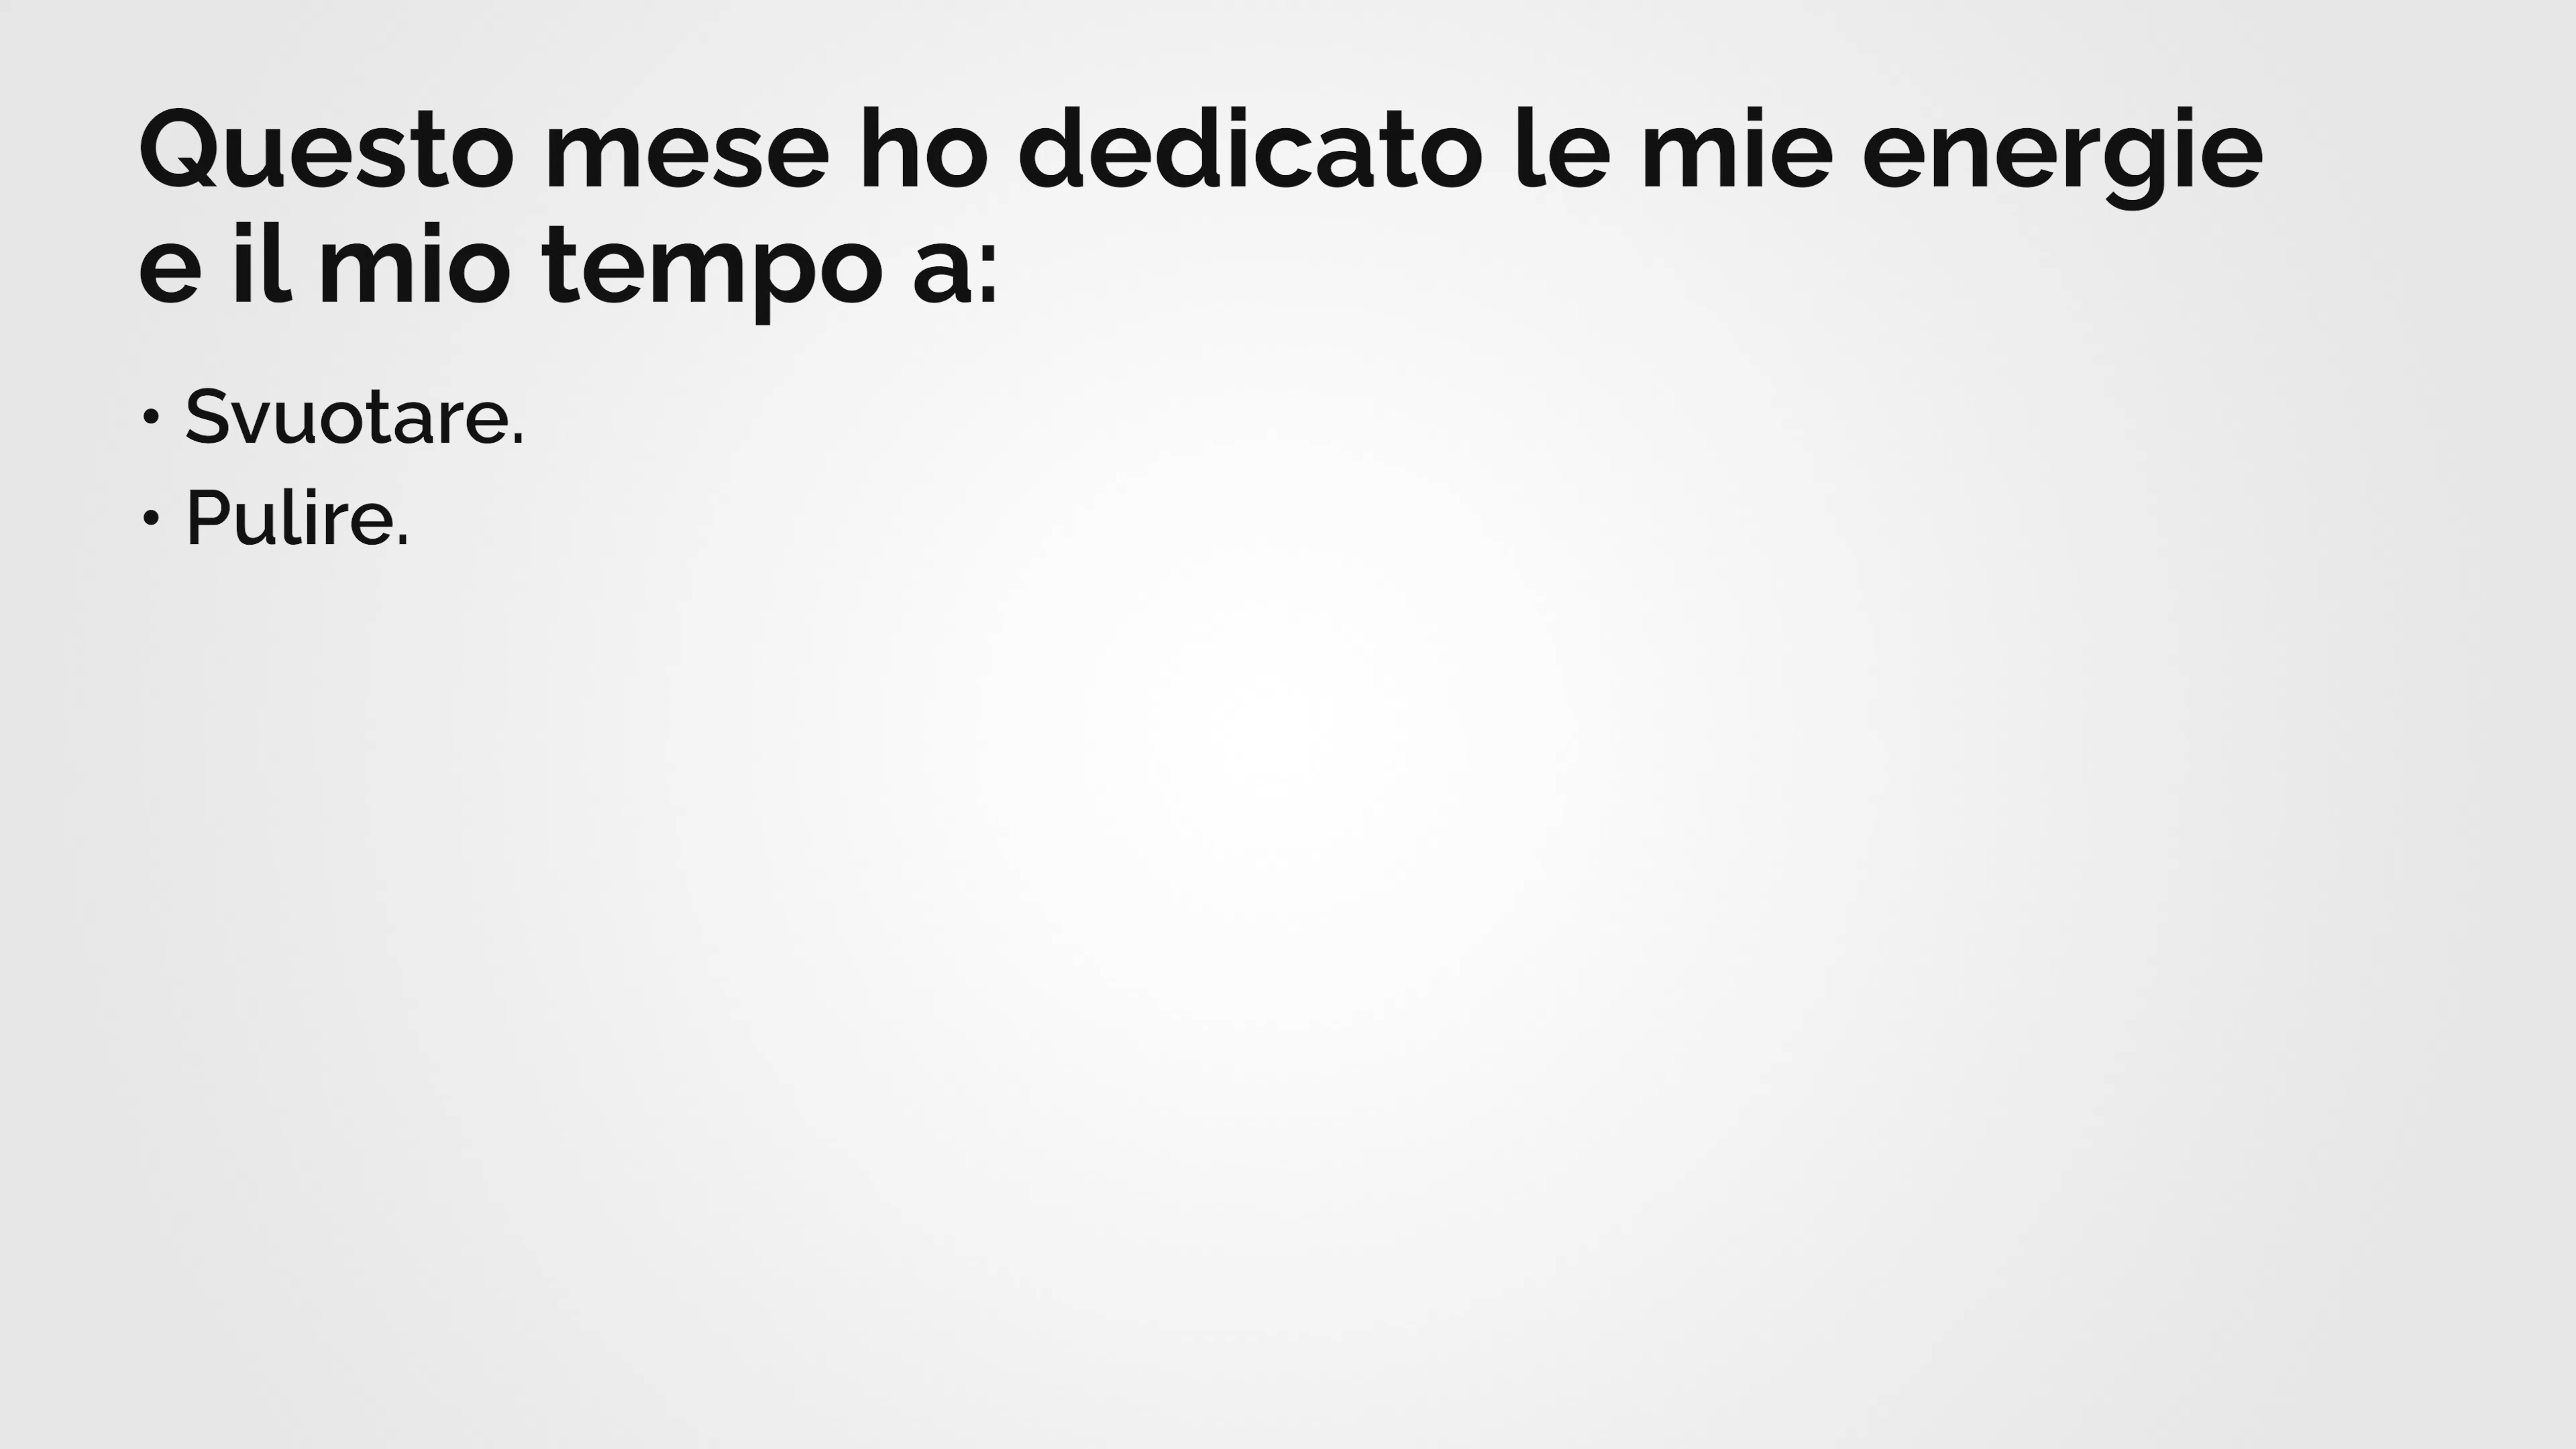 Questo mese ho dedicato le mie energie
e il mio tempo a:
• Svuotare.
• Pulire.